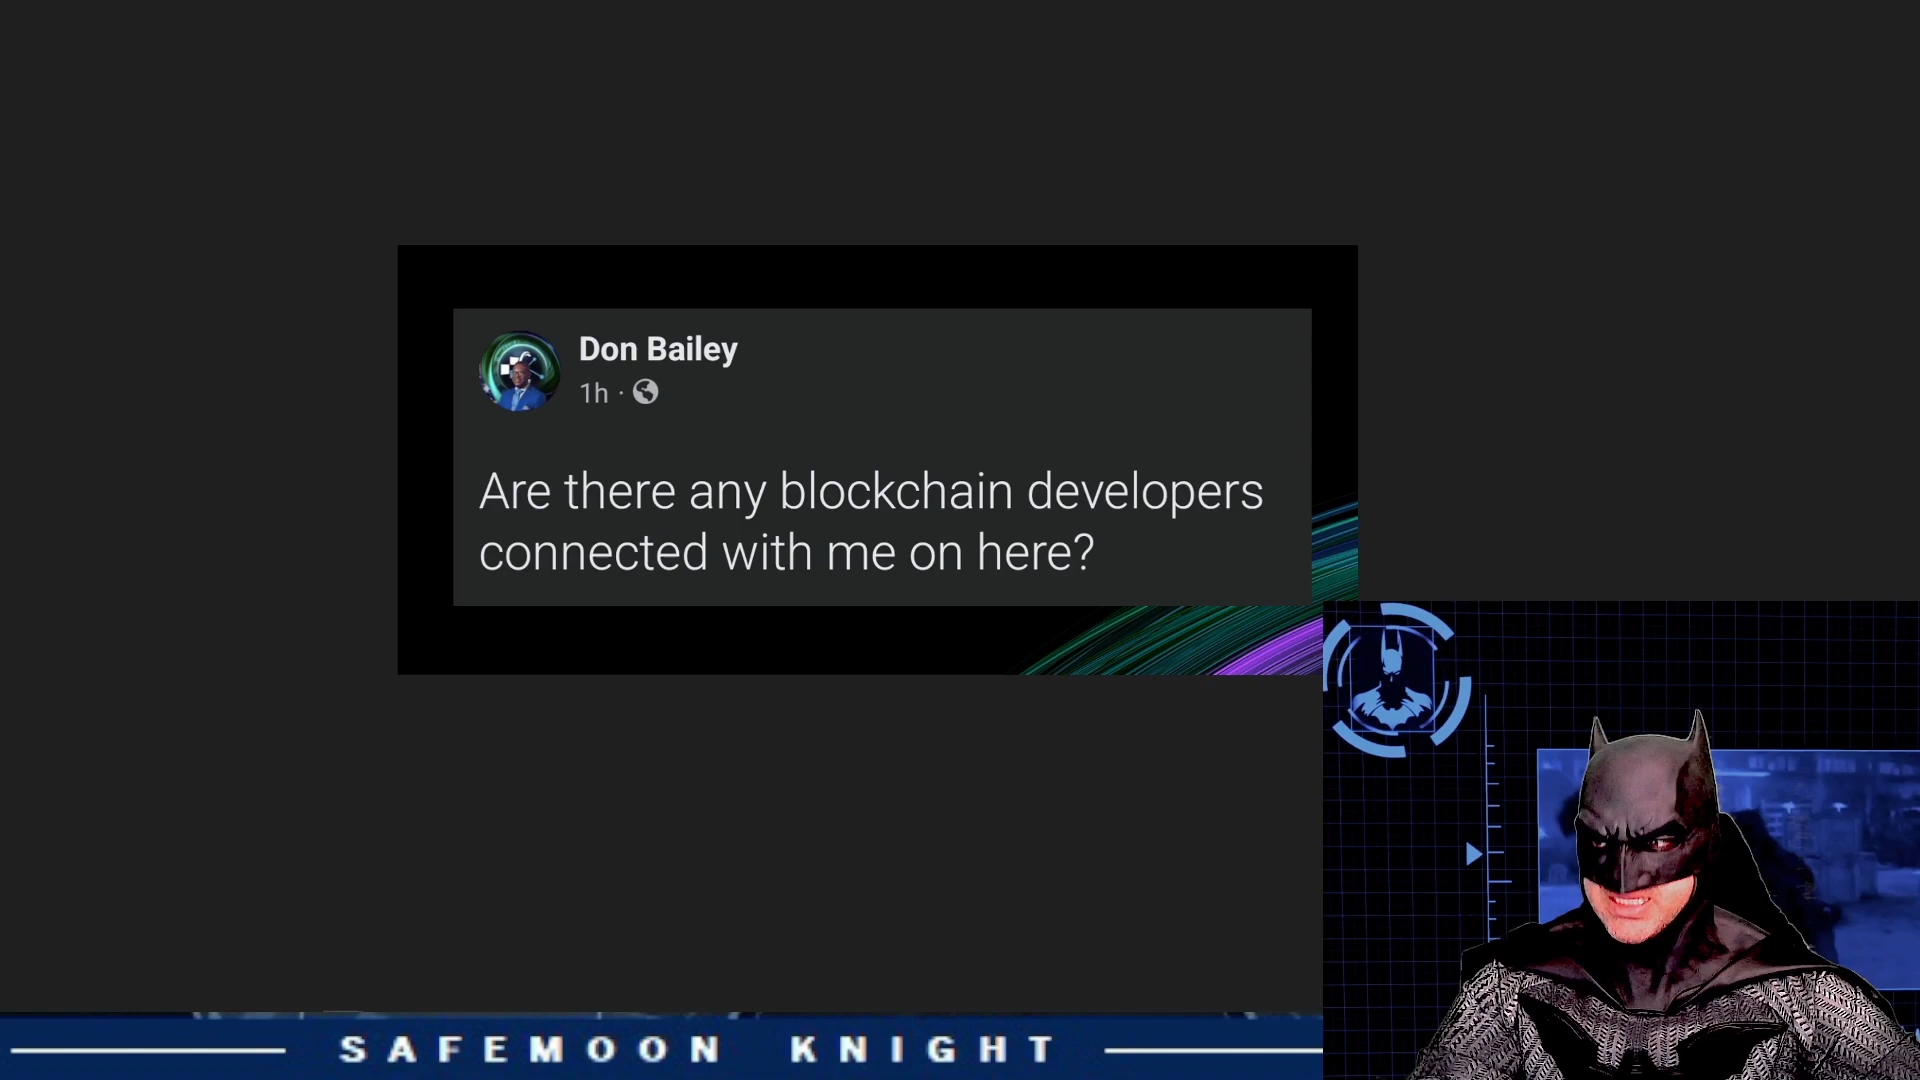 Don Bailey
1h ·
Are there any blockchain developers
connected with me on here?
SAFEMOON KNIGHT